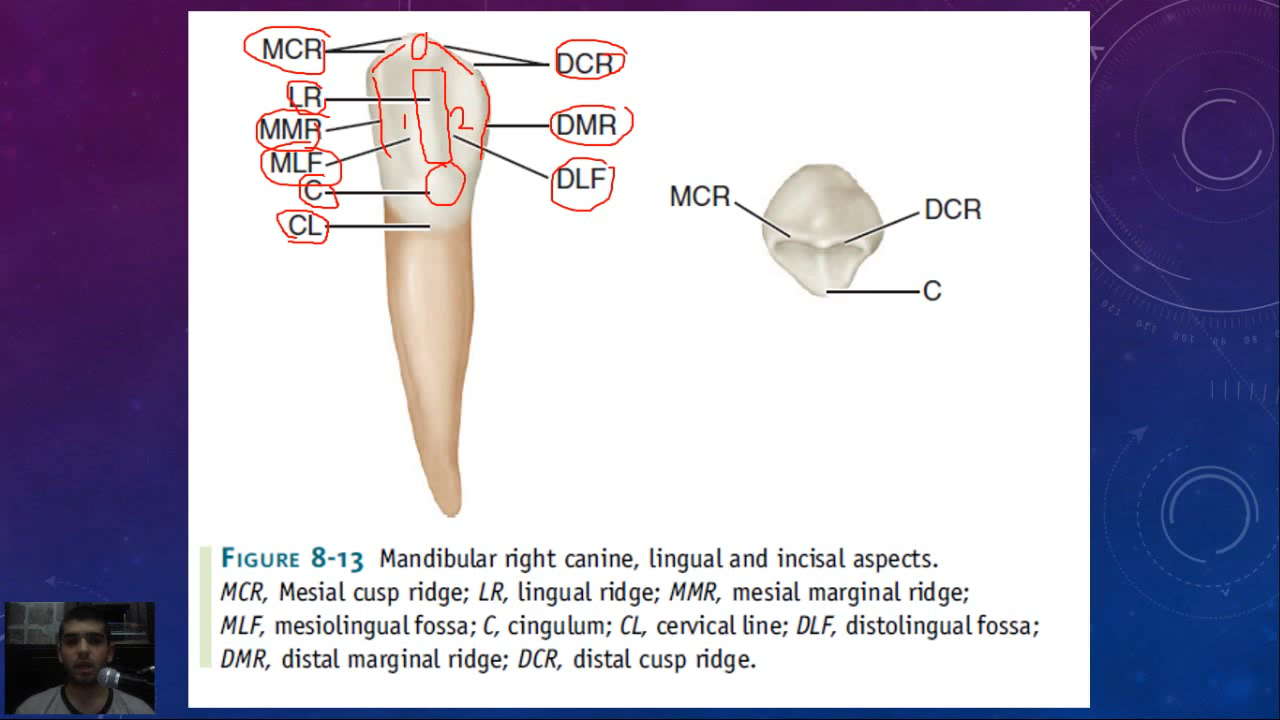 MCR
DCR
LR
MMR
DMR
MLF
DLF
C
CL
1
2
MCR
DCR
C
FIGURE 8-13 Mandibular right canine, lingual and incisal aspects.
MCR, Mesial cusp ridge; LR, lingual ridge; MMR, mesial marginal ridge;
MLF, mesiolingual fossa; C, cingulum; CL, cervical line; DLF, distolingual fossa;
DMR, distal marginal ridge; DCR, distal cusp ridge.